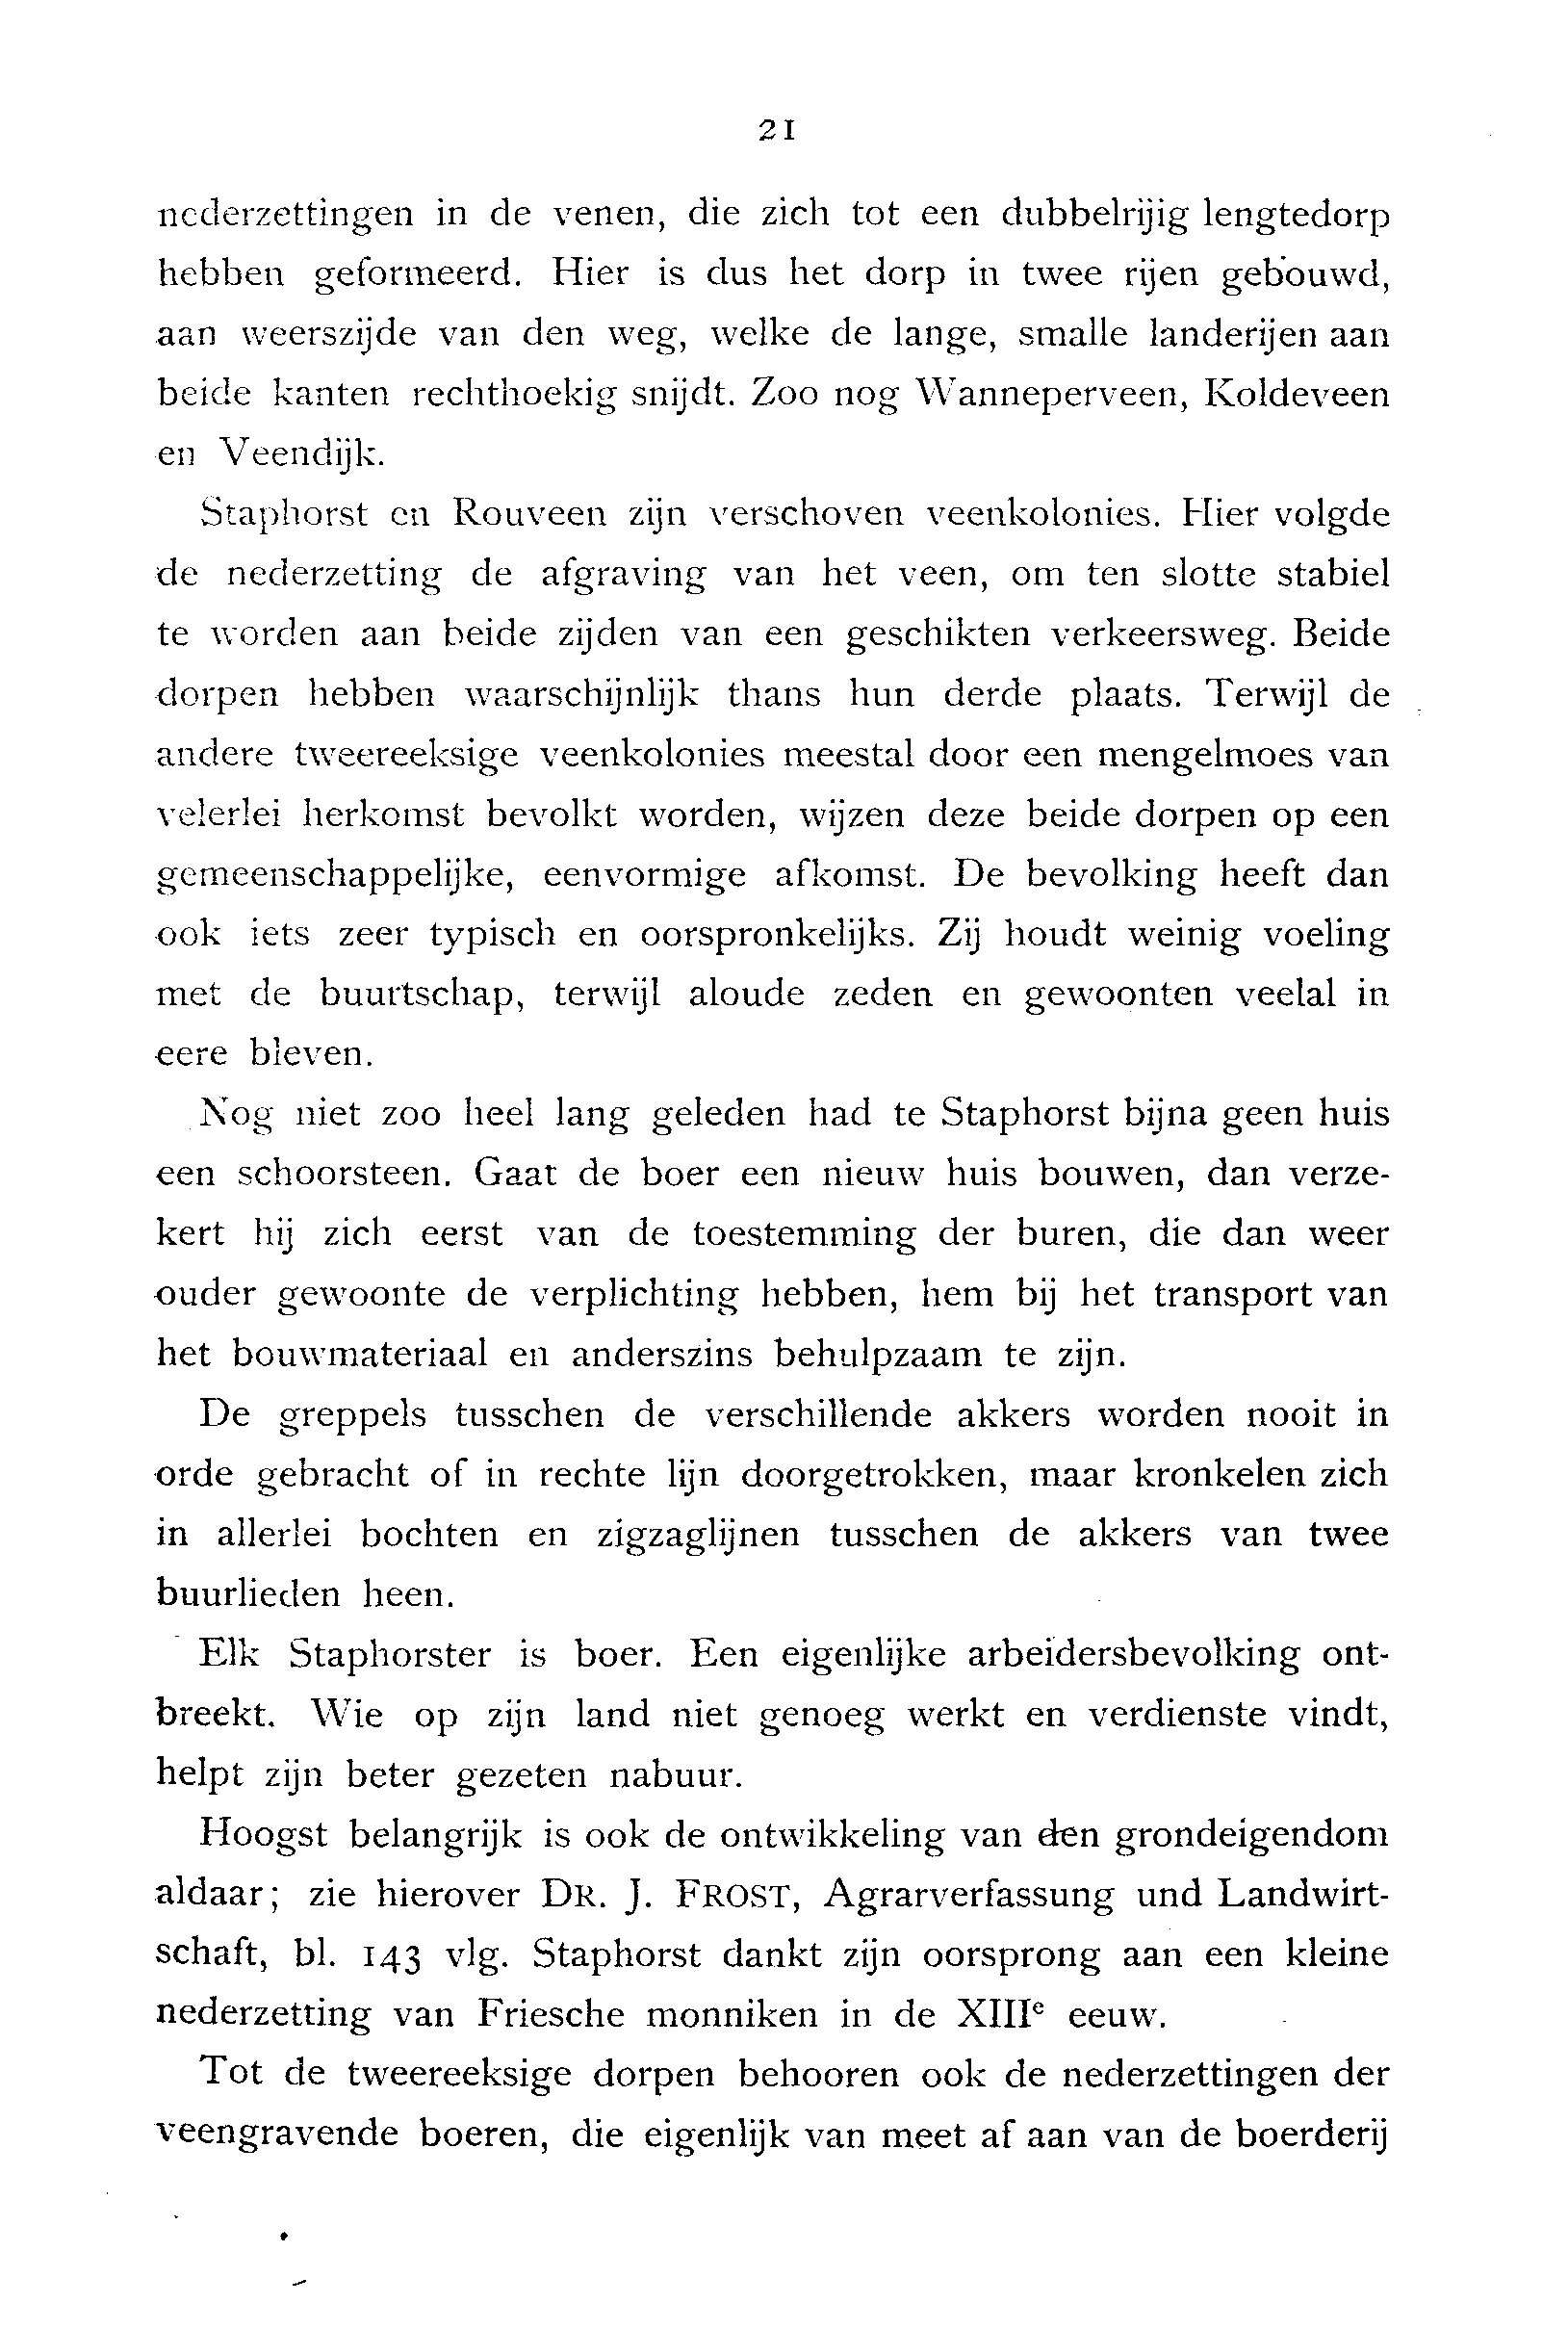 21
nederzettingen in de venen, die zich tot een dubbelrijig lengtedorp
hebben geformeerd. Hier is dus het dorp in twee rijen gebouwd,
aan weerszijde van den weg, welke de lange, smalle landerijen aan
beide kanten rechthoekig snijdt. Zoo nog Wanneperveen, Koldeveen
en Veendijk.
Staphorst en Rouveen zijn verschoven veenkolonies. Hier volgde
de nederzetting de afgraving van het veen, om ten slotte stabiel
te worden aan beide zijden van een geschikten verkeersweg. Beide
dorpen hebben waarschijnlijk thans hun derde plaats. Terwijl de
andere tweereeksige veenkolonies meestal door een mengelmoes van
velerlei herkomst bevolkt worden, wijzen deze beide dorpen op een
gemeenschappelijke, eenvormige afkomst. De bevolking heeft dan
ook iets zeer typisch en oorspronkelijks. Zij houdt weinig voeling
met de buurtschap, terwijl aloude zeden en gewoonten veelal in
eere bleven.
Nog niet zoo heel lang geleden had te Staphorst bijna geen huis
een schoorsteen. Gaat de boer een nieuw huis bouwen, dan verze-
kert hij zich eerst van de toestemming der buren, die dan weer
ouder gewoonte de verplichting hebben, hem bij het transport van
het bouwmateriaal en anderszins behulpzaam te zijn.
De greppels tusschen de verschillende akkers worden nooit in
orde gebracht of in rechte lijn doorgetrokken, maar kronkelen zich
in allerlei bochten en zigzaglijnen tusschen de akkers van twee
buurlieden heen.
Elk Staphorster is boer. Een eigenlijke arbeidersbevolking ont-
breekt. Wie op zijn land niet genoeg werkt en verdienste vindt,
helpt zijn beter gezeten nabuur.
Hoogst belangrijk is ook de ontwikkeling van den grondeigendom
aldaar; zie hierover DR. J. FROST, Agrarverfassung und Landwirt-
schaft, bl. 143 vlg. Staphorst dankt zijn oorsprong aan een kleine
nederzetting van Friesche monniken in de XIIIe eeuw.
Tot de tweereeksige dorpen behooren ook de nederzettingen der
veengravende boeren, die eigenlijk van meet af aan van de boerderij